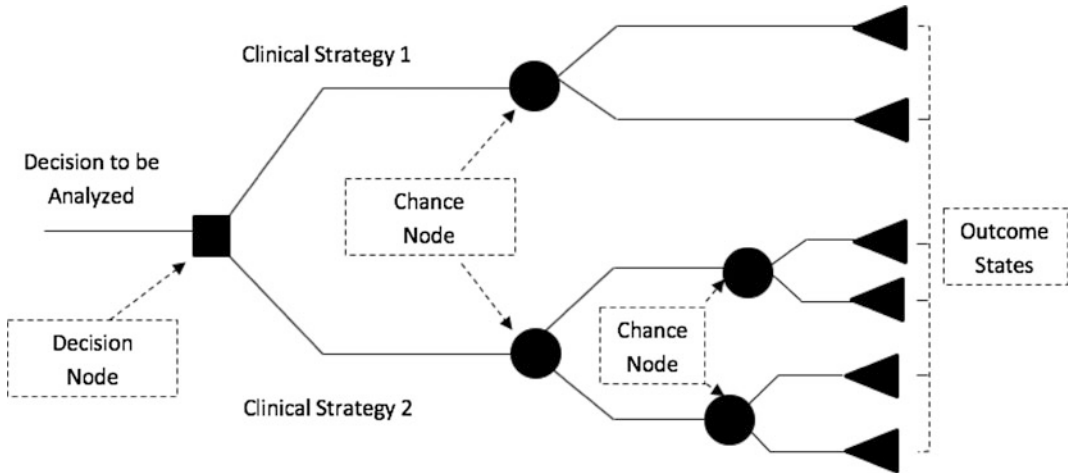 Clinical Strategy 1
Decision to be
Analyzed
Chance
Node
Outcome
States
Chance
Node
Decision
Node
Clinical Strategy 2